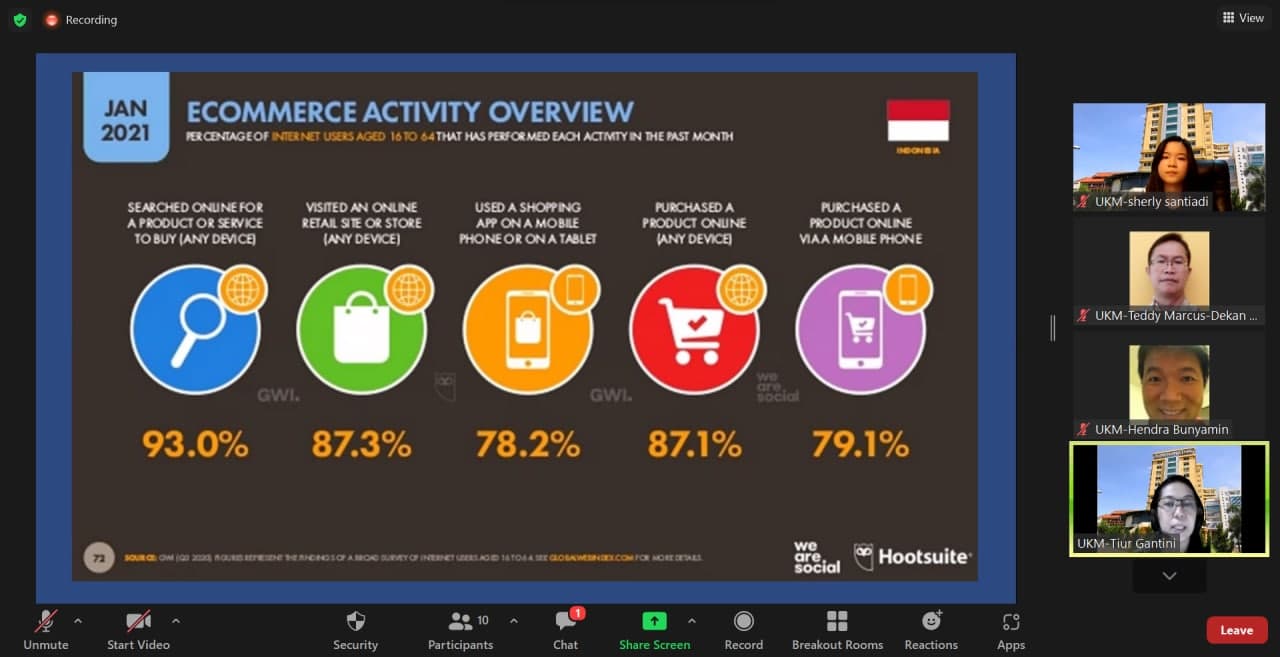 Recording
View
JAN
2021
ECOMMERCE ACTIVITY OVERVIEW
PERCENTAGE OF INTERNET USERS AGED 16 TO 64 THAT HAS PERFORMED EACH ACTIVITY IN THE PAST MONTH
INDONESIA
SEARCHED ONLINE FOR
A PRODUCT OR SERVICE
TO BUY (ANY DEVICE)
VISITED AN ONLINE
RETAIL SITE OR STORE
(ANY DEVICE)
USED A SHOPPING
APP ON A MOBILE
PHONE OR ON A TABLET
PURCHASED A
PRODUCT ONLINE
(ANY DEVICE)
PURCHASED A
PRODUCT ONLINE
VIA A MOBILE PHONE
GWI.
GWI.
we
are
social
93.0%
87.3%
78.2%
87.1%
79.1%
72
SOURCE: GWI (Q3 2020). FIGURES REPRESENT THE FINDINGS OF A BROAD SURVEY OF INTERNET USERS AGED 16 TO 64. SEE GLOBALWEBINDEX.COM FOR MORE DETAILS.
we
are
social
Hootsuite
UKM-sherly santiadi
UKM-Teddy Marcus-Dekan ...
UKM-Hendra Bunyamin
UKM-Tiur Gantini
Unmute
Start Video
Security
10
Participants
1
Chat
Share Screen
Record
Breakout Rooms
Reactions
Apps
Leave